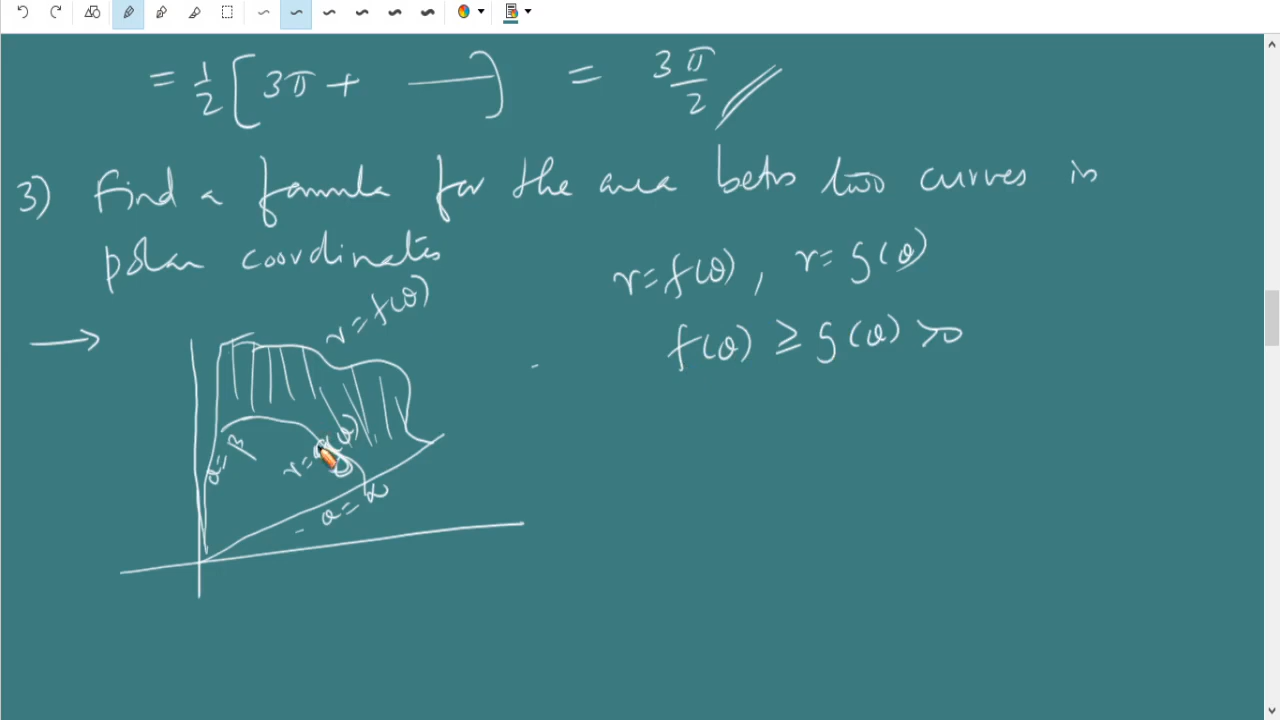 = 1/2 [ 3π + — ] = 3π/2 //
3) Find a formula for the area betn two curves in
polar coordinates
r = f(θ), r = g(θ)
f(θ) ≥ g(θ) > 0
→
r = f(θ)
θ = β
r = g(θ)
θ = α